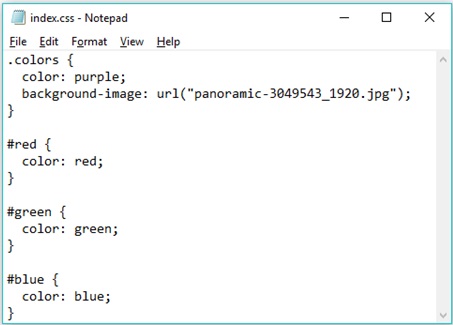 index.css - Notepad
File Edit Format View Help
.colors {
  color: purple;
  background-image: url("panoramic-3049543_1920.jpg");
}

#red {
  color: red;
}

#green {
  color: green;
}

#blue {
  color: blue;
}